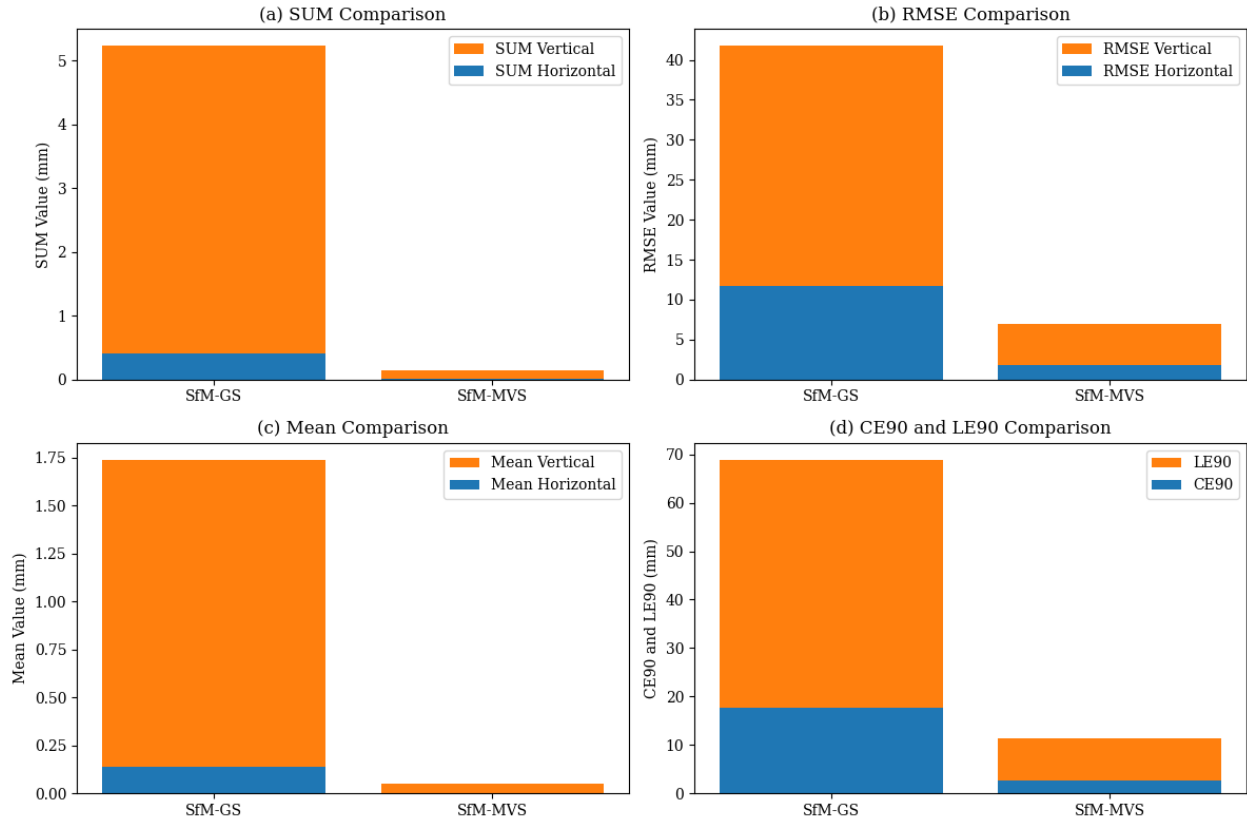 (a) SUM Comparison
SUM Value (mm)
5
4
3
2
1
0
SUM Vertical
SUM Horizontal
SfM-GS
SfM-MVS
(b) RMSE Comparison
RMSE Value (mm)
40
35
30
25
20
15
10
5
0
RMSE Vertical
RMSE Horizontal
SfM-GS
SfM-MVS
(c) Mean Comparison
Mean Value (mm)
1.75
1.50
1.25
1.00
0.75
0.50
0.25
0.00
Mean Vertical
Mean Horizontal
SfM-GS
SfM-MVS
(d) CE90 and LE90 Comparison
CE90 and LE90 (mm)
70
60
50
40
30
20
10
0
LE90
CE90
SfM-GS
SfM-MVS